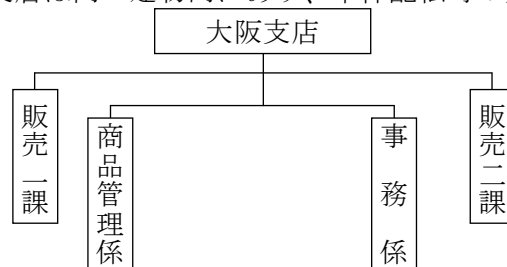 大阪支店
販売一課
商品管理係
事務係
販売二課